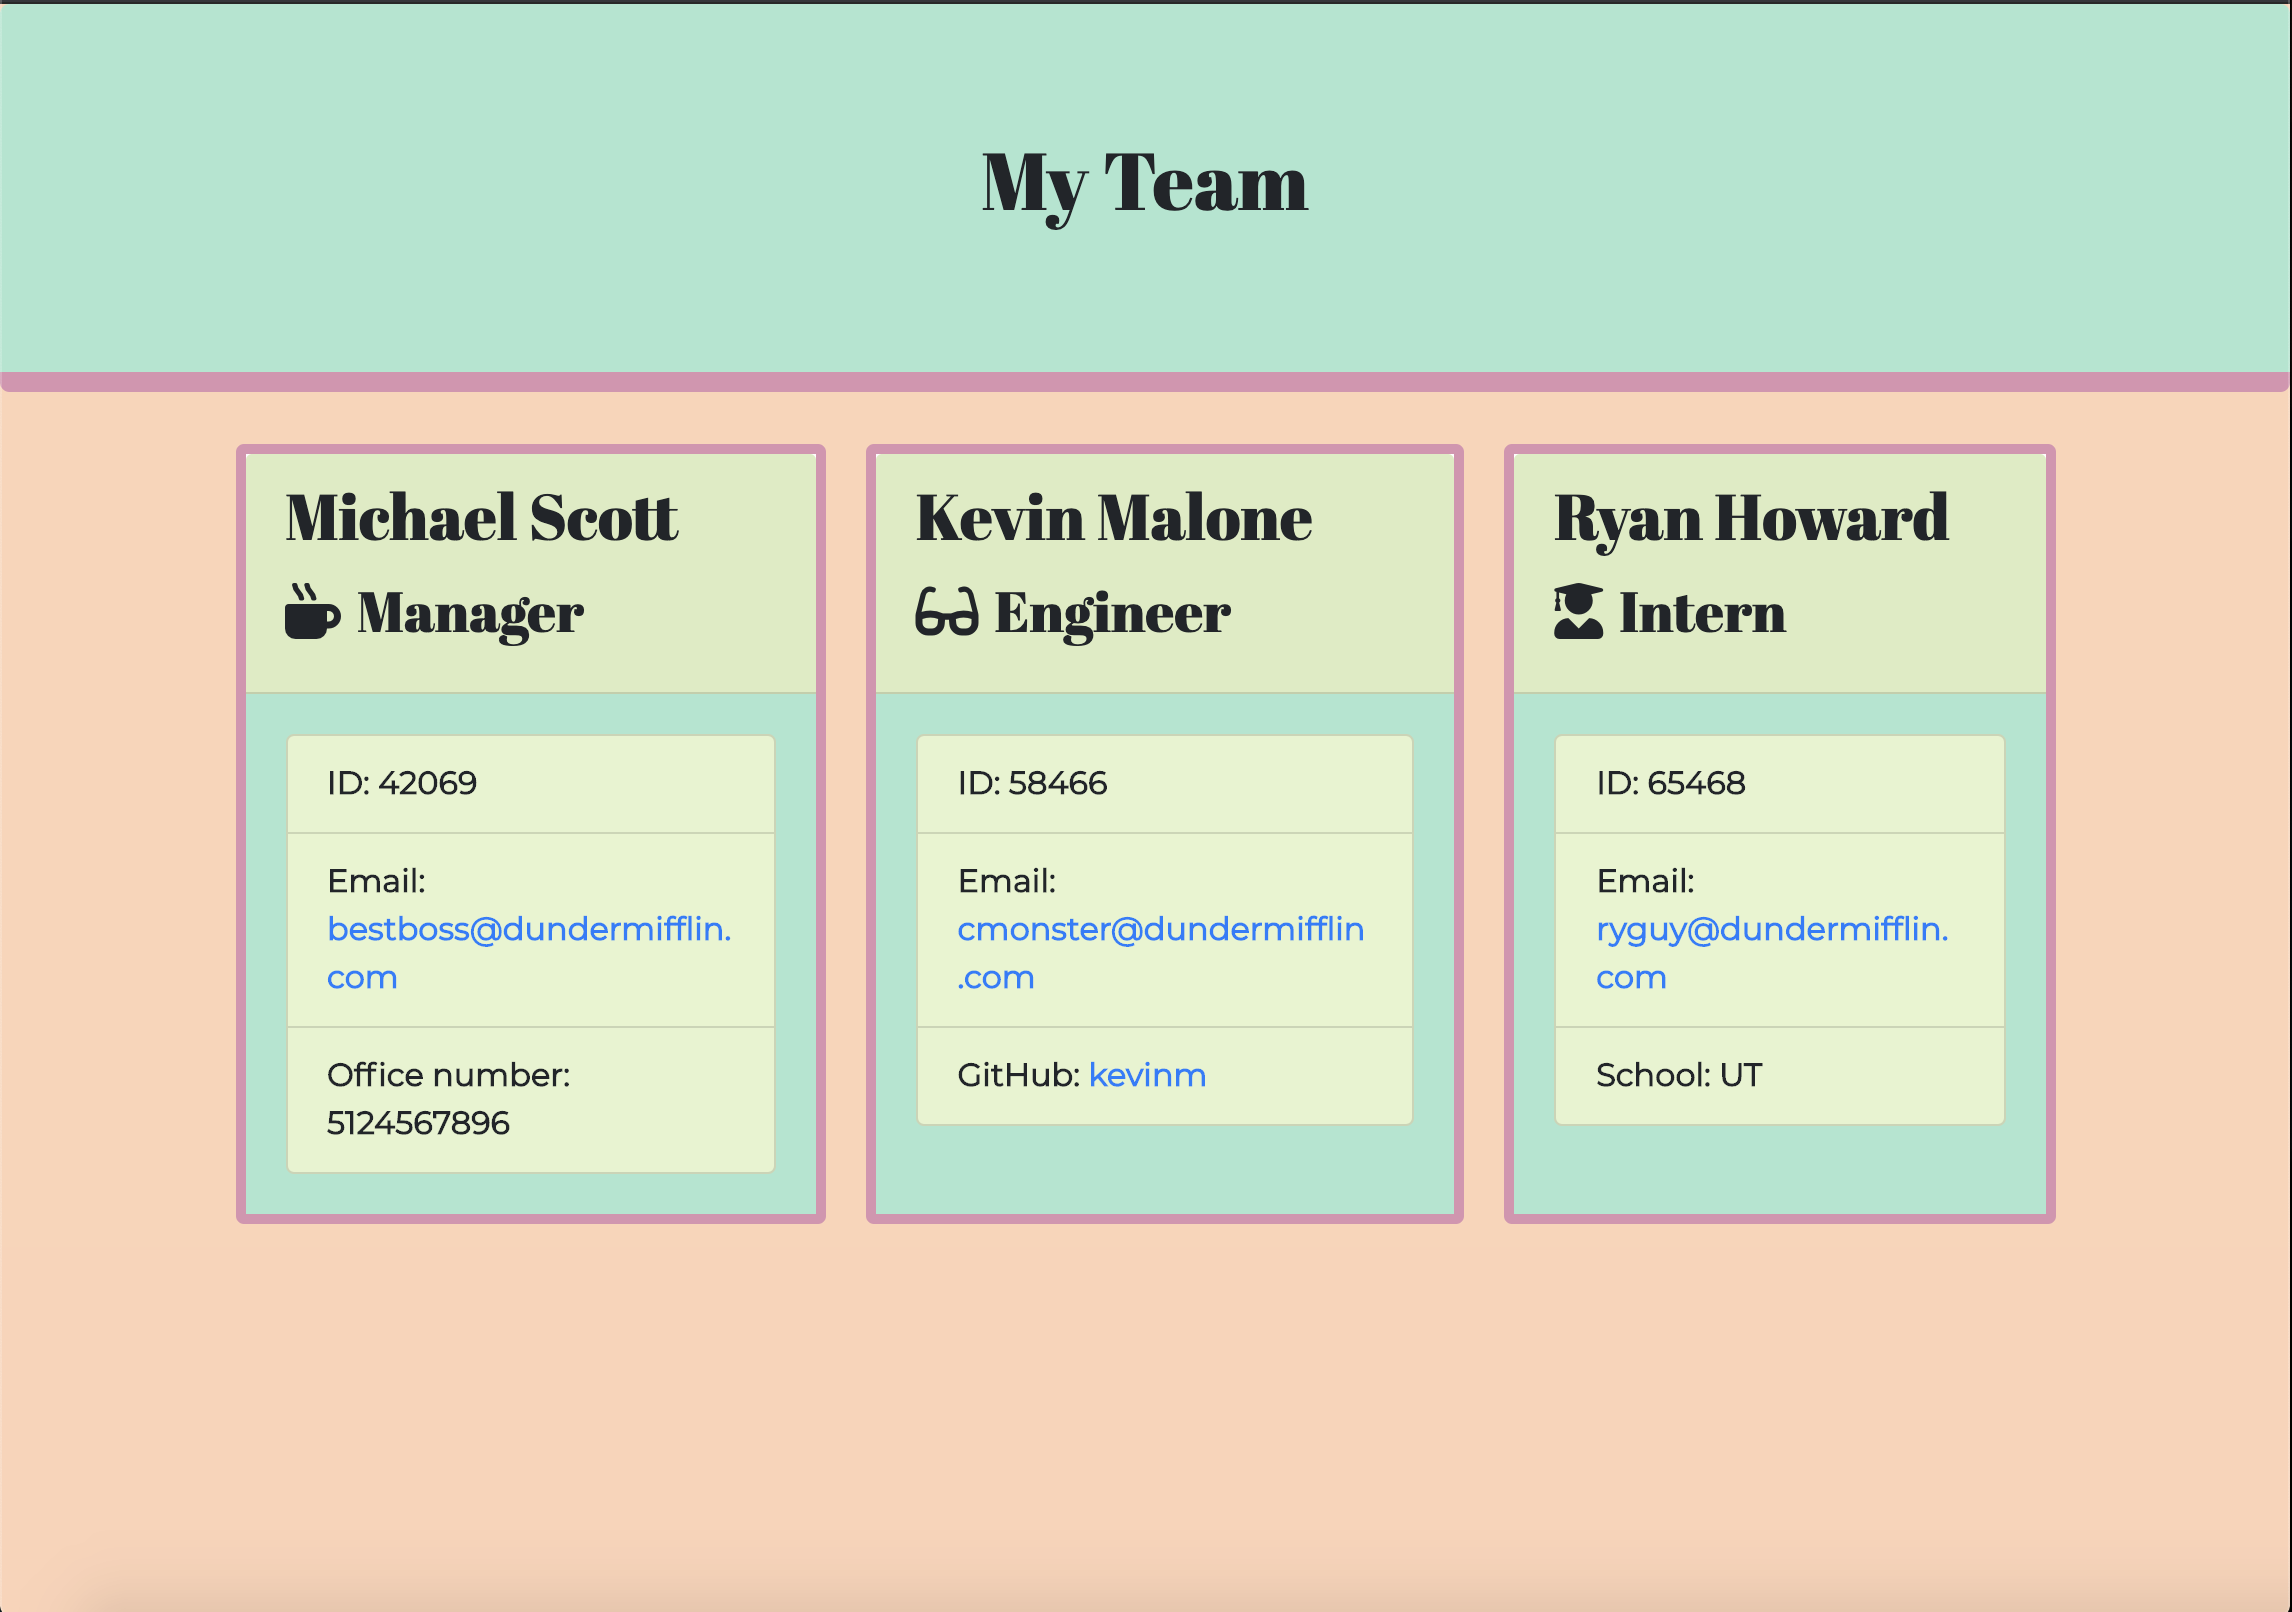 My Team
Michael Scott
Manager
ID: 42069
Email:
bestboss@dundermifflin.
com
Office number:
5124567896
Kevin Malone
Engineer
ID: 58466
Email:
cmonster@dundermifflin
.com
GitHub: kevinm
Ryan Howard
Intern
ID: 65468
Email:
ryguy@dundermifflin.
com
School: UT